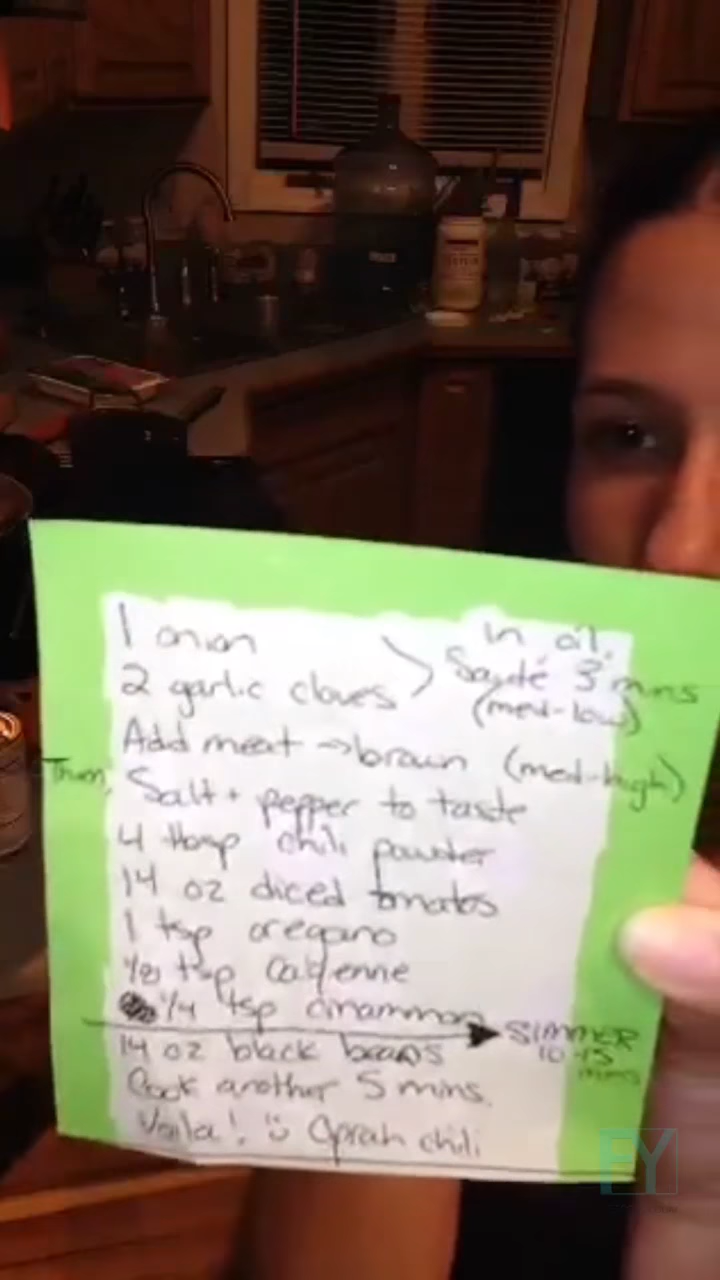 1 onion
2 garlic cloves
in oil.
Sauté 3 mins
(med-low)
Add meat → brown (med-high)
Then, Salt + pepper to taste
4 tbsp chili powder
14 oz diced tomatos
1 tsp oregano
1/8 tsp Cayenne
1/4 tsp cinammon
SIMMER
10-15
mins
14 oz black beans
Cook another 5 mins.
Voila! :) Oprah chili
EY